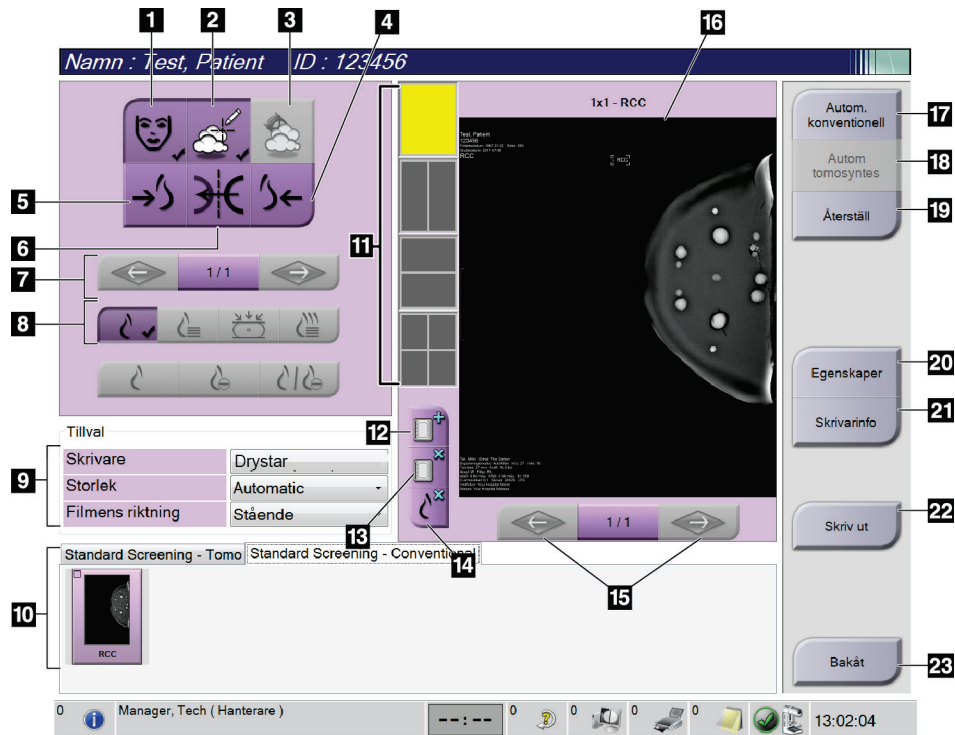 1
2
3
4
16
Namn : Test, Patient ID : 123456
1x1 - RCC
Test, Patient
123456
RCC
RCC
Autom.
konventionell
17
Autom
tomosyntes
18
Återställ
19
5
6
7
1/1
8
11
Egenskaper
20
Skrivarinfo
21
12
13
14
Tillval
9
Skrivare
Drystar
Storlek
Automatic
Filmens riktning
Stående
1/1
15
Skriv ut
22
10
Standard Screening - Tomo
Standard Screening - Conventional
RCC
Bakåt
23
0
Manager, Tech ( Hanterare )
--:--
0
0
0
0
13:02:04